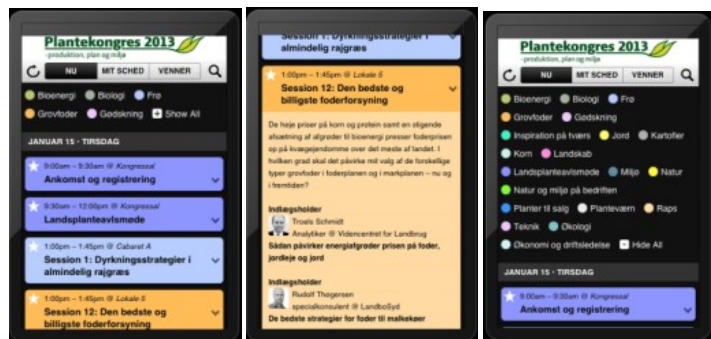 Plantekongres 2013
-produktion, plan og miljø
NU MIT SCHED VENNER
Bioenergi Biologi Frø
Grovfoder Gødskning Show All
JANUAR 15 - TIRSDAG
9:00am – 9:30am @ Kongressal
Ankomst og registrering
9:30am – 12:00pm @ Kongressal
Landsplanteavlsmøde
1:00pm – 1:45pm @ Cabaret A
Session 1: Dyrkningsstrategier i
almindelig rajgræs
1:00pm – 1:45pm @ Lokale 5
Session 12: Den bedste og
billigste foderforsyning
Session 1: Dyrkningsstrategier i
almindelig rajgræs
1:00pm – 1:45pm @ Lokale 5
Session 12: Den bedste og
billigste foderforsyning
De høje priser på korn og protein samt en stigende
afsætning af afgrøder til bioenergi presser foderprisen
op på kvægejendomme over det meste af landet. I
hvilken grad skal det påvirke mit valg af de forskellige
typer grovfoder i foderplanen og i markplanen – nu og
i fremtiden?
Indlægsholder
Troels Schmidt
Analytiker @ Videncentret for Landbrug
Sådan påvirker energiafgrøder prisen på foder,
jordleje og jord
Indlægsholder
Rudolf Thøgersen
specialkonsulent @ LandboSyd
De bedste strategier for foder til malkekøer
Plantekongres 2013
-produktion, plan og miljø
NU MIT SCHED VENNER
Bioenergi Biologi Frø
Grovfoder Gødskning
Inspiration på tværs Jord Kartofler
Korn Landskab
Landsplanteavlsmøde Miljø Natur
Natur og miljø på bedriften
Planter til salg Planteværn Raps
Teknik Økologi
Økonomi og driftsledelse Hide All
JANUAR 15 - TIRSDAG
9:00am – 9:30am @ Kongressal
Ankomst og registrering